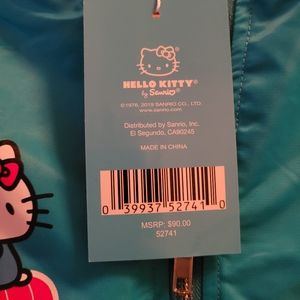 HELLO KITTY®
by Sanrio®
©1976, 2019 SANRIO CO., LTD.
www.sanrio.com
Distributed by Sanrio, Inc.
El Segundo, CA90245
MADE IN CHINA
0 39937 52741 0
MSRP: $90.00
52741